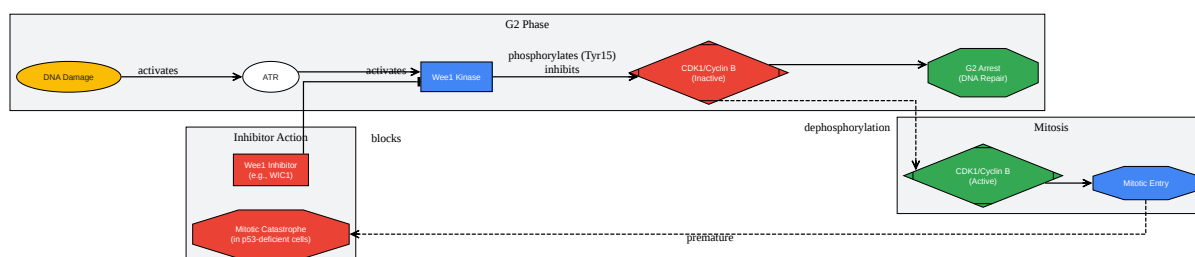 G2 Phase
DNA Damage
activates
ATR
activates
Wee1 Kinase
phosphorylates (Tyr15)
inhibits
CDK1/Cyclin B
(Inactive)
G2 Arrest
(DNA Repair)
Inhibitor Action
blocks
dephosphorylation
Mitosis
Wee1 Inhibitor
(e.g., WIC1)
CDK1/Cyclin B
(Active)
Mitotic Entry
Mitotic Catastrophe
(in p53-deficient cells)
premature